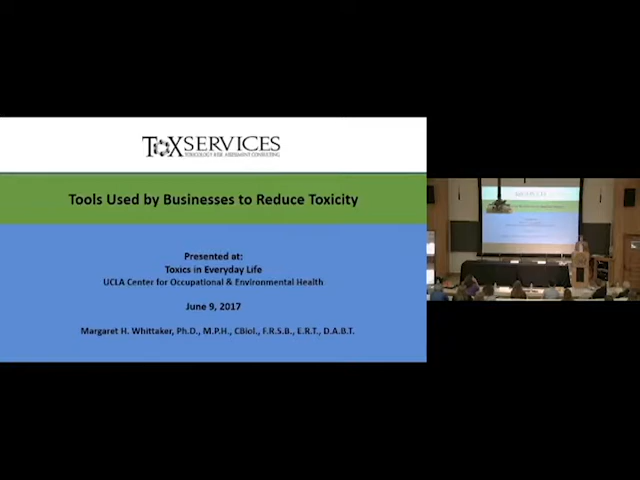 ToxSERVICES
TOXICOLOGY RISK ASSESSMENT CONSULTING
Tools Used by Businesses to Reduce Toxicity
Presented at:
Toxics in Everyday Life
UCLA Center for Occupational & Environmental Health
June 9, 2017
Margaret H. Whittaker, Ph.D., M.P.H., CBiol., F.R.S.B., E.R.T., D.A.B.T.